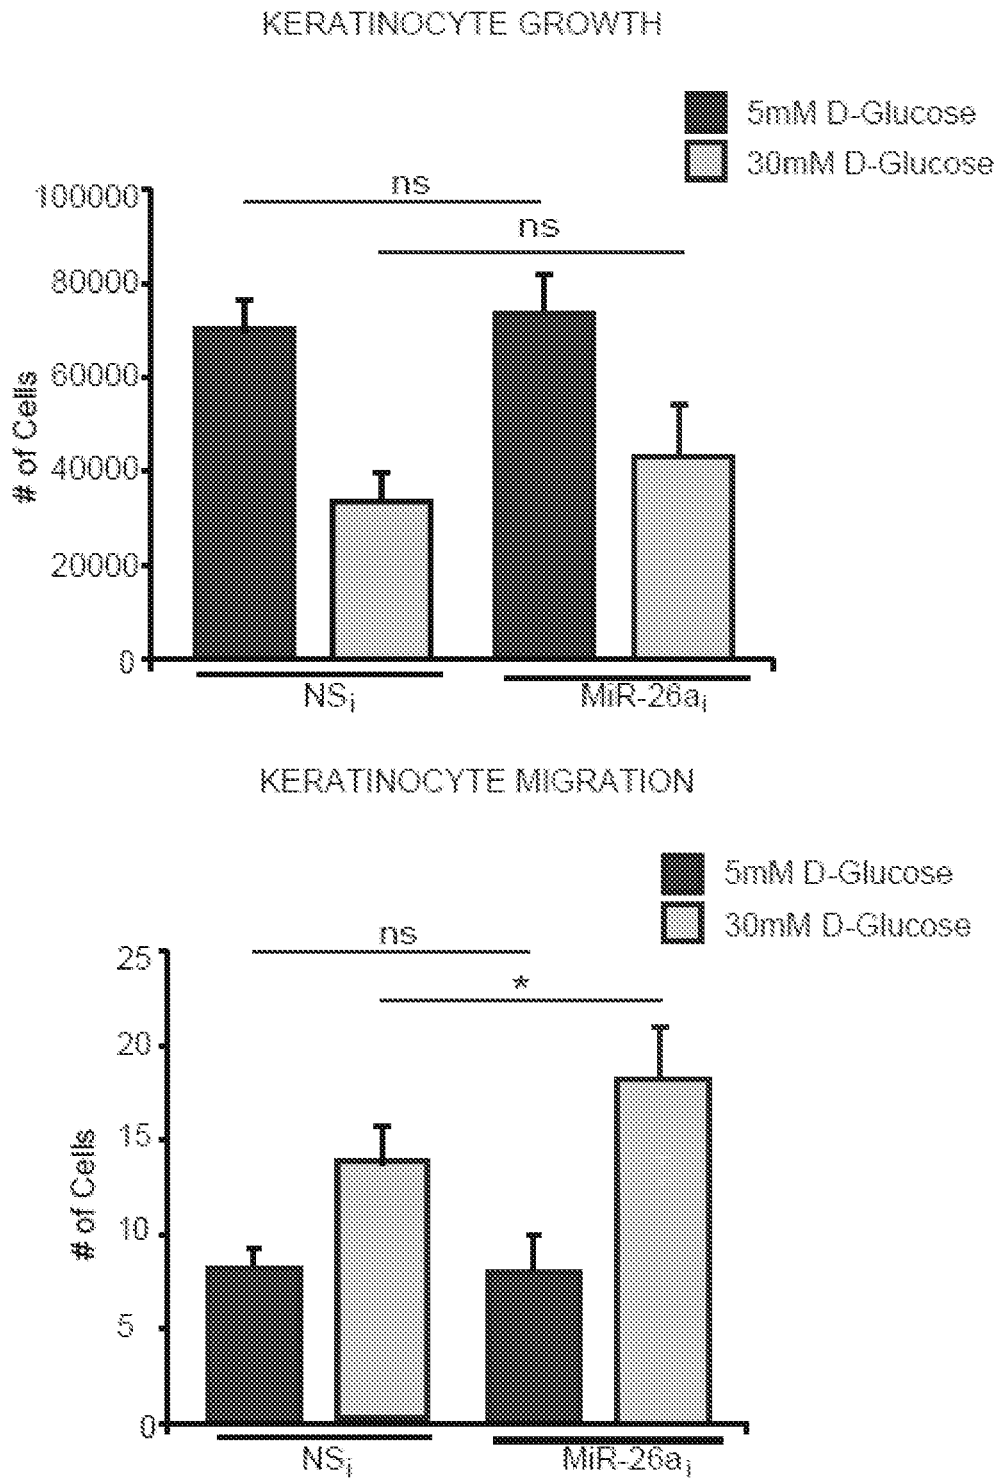 KERATINOCYTE GROWTH
5mM D-Glucose
30mM D-Glucose
ns
ns
100000
80000
60000
40000
20000
0
# of Cells
NSi
MiR-26ai
KERATINOCYTE MIGRATION
5mM D-Glucose
30mM D-Glucose
ns
*
25
20
15
10
5
0
# of Cells
NSi
MiR-26ai